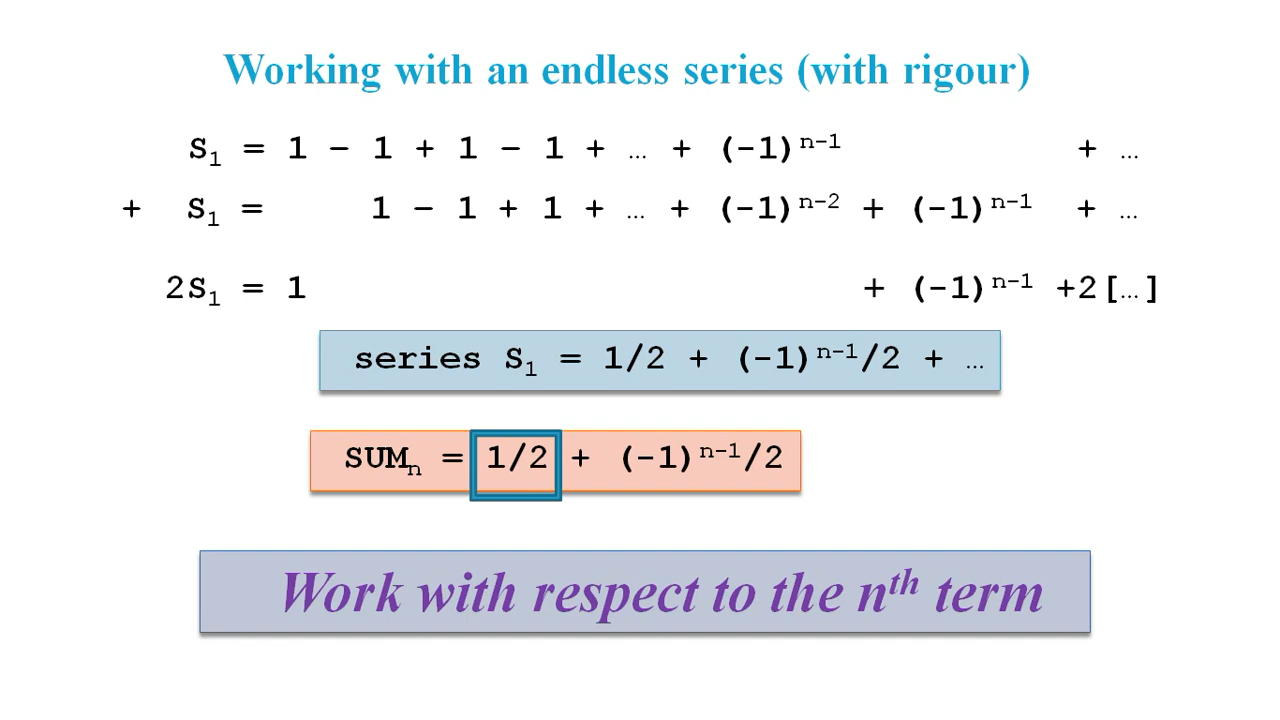 Working with an endless series (with rigour)
S₁ = 1 − 1 + 1 − 1 + … + (−1)ⁿ⁻¹ + …
+ S₁ = 1 − 1 + 1 + … + (−1)ⁿ⁻² + (−1)ⁿ⁻¹ + …
2S₁ = 1 + (−1)ⁿ⁻¹ +2[…]
series S₁ = 1/2 + (−1)ⁿ⁻¹/2 + …
SUMₙ = 1/2 + (−1)ⁿ⁻¹/2
Work with respect to the nᵗʰ term